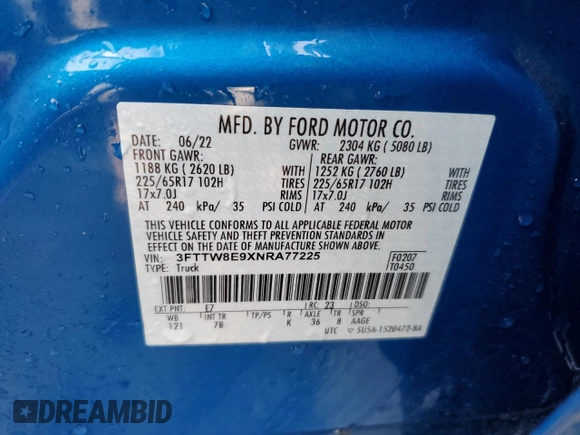 MFD. BY FORD MOTOR CO.
DATE: 06/22 GVWR: 2304 KG ( 5080 LB)
FRONT GAWR: REAR GAWR:
1188 KG ( 2620 LB) WITH 1252 KG ( 2760 LB) WITH
225/65R17 102H TIRES 225/65R17 102H TIRES
17x7.0J RIMS 17x7.0J RIMS
AT 240 kPa/ 35 PSI COLD AT 240 kPa/ 35 PSI COLD
THIS VEHICLE CONFORMS TO ALL APPLICABLE FEDERAL MOTOR
VEHICLE SAFETY AND THEFT PREVENTION STANDARDS IN
EFFECT ON THE DATE OF MANUFACTURE SHOWN ABOVE.
VIN: 3FTTW8E9XNRA77225 F0207
TYPE: Truck T0450
EXT PNT: E7 RC: 23 DSO:
WB INT TR TP/PS R AXLE TR SPR
121 7B K 36 8 AAGE
UTC 5U5A-1520472-BA
DREAMBID